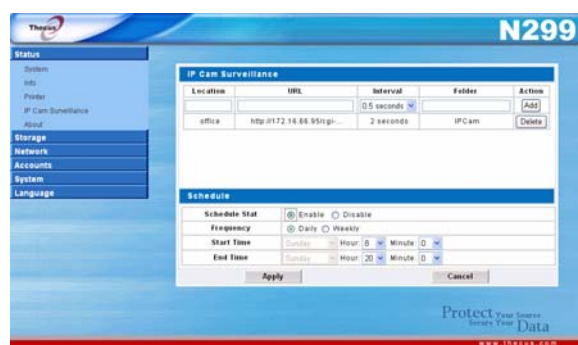 Thecus
N299
Status
System
Info
Printer
IP Cam Surveillance
About
Storage
Network
Accounts
System
Language
IP Cam Surveillance
Location URL Interval Folder Action
0.5 seconds Add
office http://172.16.66.95/cgi-... 2 seconds IPCam Delete
Schedule
Schedule Stat Enable Disable
Frequency Daily Weekly
Start Time Sunday Hour: 8 Minute: 0
End Time Sunday Hour: 20 Minute: 0
Apply Cancel
Protect Your Source
Secure Your Data
www.thecus.com